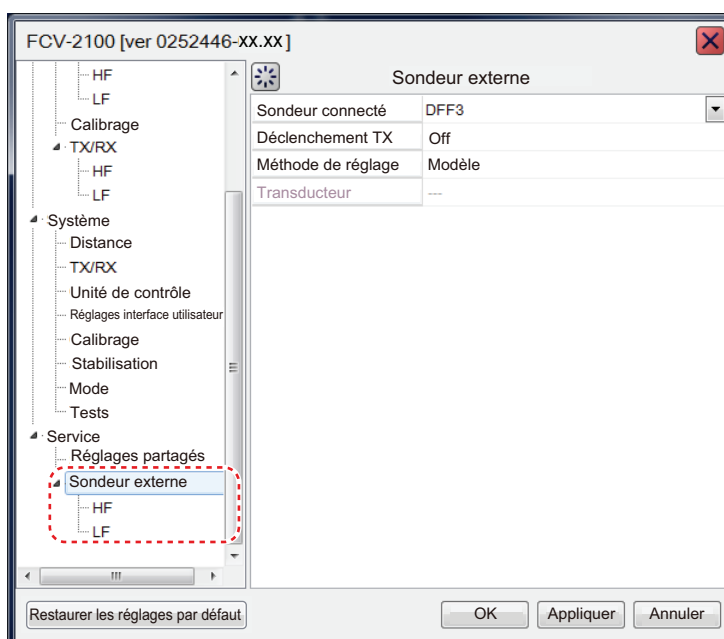 FCV-2100 [ver 0252446-XX.XX]
HF
LF
Calibrage
TX/RX
HF
LF
Système
Distance
TX/RX
Unité de contrôle
Réglages interface utilisateur
Calibrage
Stabilisation
Mode
Tests
Service
Réglages partagés
Sondeur externe
HF
LF
Sondeur externe
Sondeur connecté DFF3
Déclenchement TX Off
Méthode de réglage Modèle
Transducteur ---
Restaurer les réglages par défaut
OK Appliquer Annuler